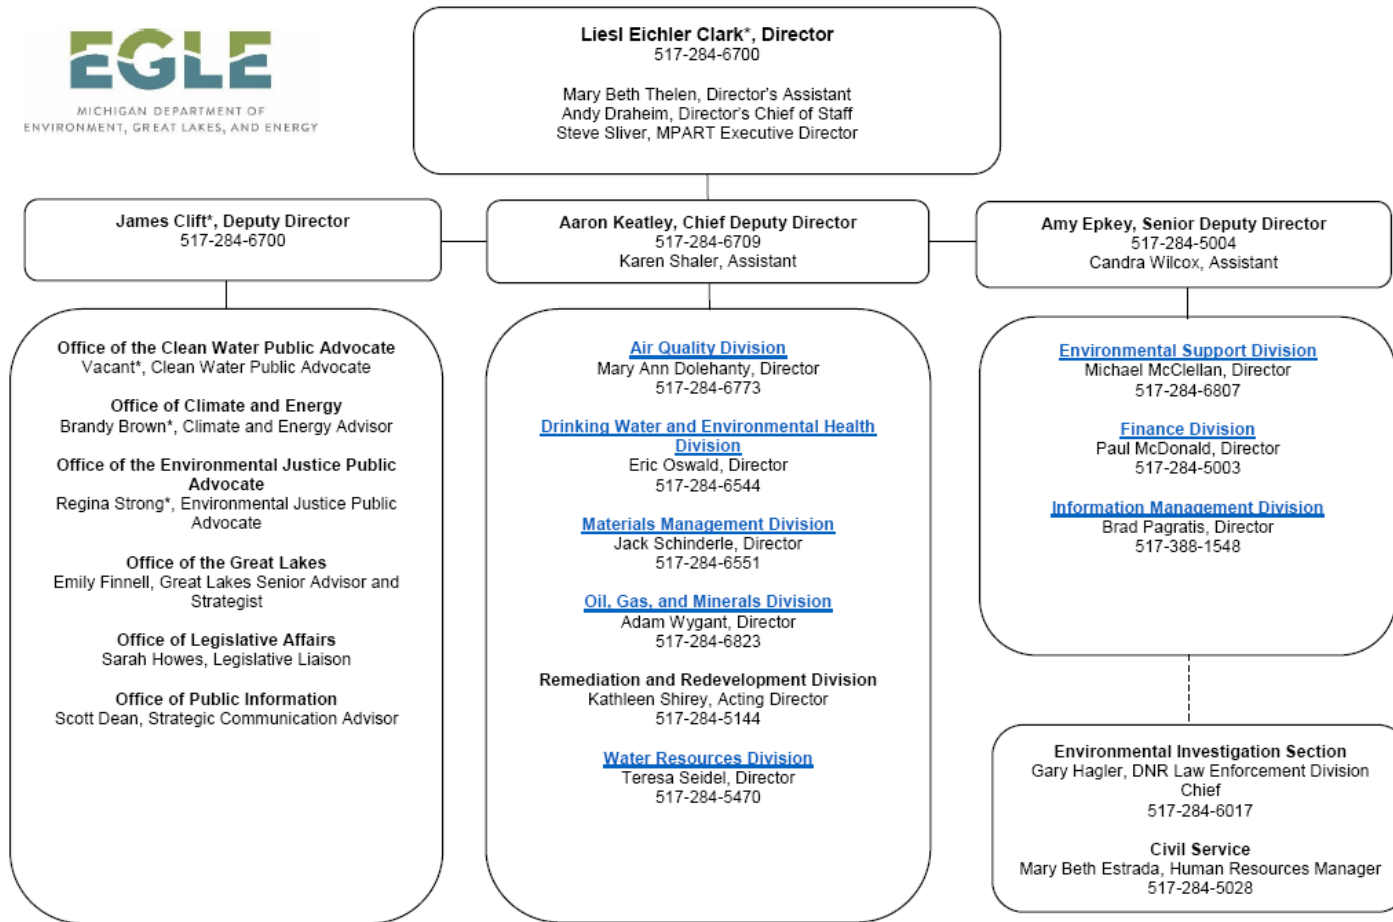 EGLE
MICHIGAN DEPARTMENT OF
ENVIRONMENT, GREAT LAKES, AND ENERGY
Liesl Eichler Clark*, Director
517-284-6700
Mary Beth Thelen, Director's Assistant
Andy Draheim, Director's Chief of Staff
Steve Sliver, MPART Executive Director
James Clift*, Deputy Director
517-284-6700
Aaron Keatley, Chief Deputy Director
517-284-6709
Karen Shaler, Assistant
Amy Epkey, Senior Deputy Director
517-284-5004
Candra Wilcox, Assistant
Office of the Clean Water Public Advocate
Vacant*, Clean Water Public Advocate
Office of Climate and Energy
Brandy Brown*, Climate and Energy Advisor
Office of the Environmental Justice Public
Advocate
Regina Strong*, Environmental Justice Public
Advocate
Office of the Great Lakes
Emily Finnell, Great Lakes Senior Advisor and
Strategist
Office of Legislative Affairs
Sarah Howes, Legislative Liaison
Office of Public Information
Scott Dean, Strategic Communication Advisor
Air Quality Division
Mary Ann Dolehanty, Director
517-284-6773
Drinking Water and Environmental Health
Division
Eric Oswald, Director
517-284-6544
Materials Management Division
Jack Schinderle, Director
517-284-6551
Oil, Gas, and Minerals Division
Adam Wygant, Director
517-284-6823
Remediation and Redevelopment Division
Kathleen Shirey, Acting Director
517-284-5144
Water Resources Division
Teresa Seidel, Director
517-284-5470
Environmental Support Division
Michael McClellan, Director
517-284-6807
Finance Division
Paul McDonald, Director
517-284-5003
Information Management Division
Brad Pagratis, Director
517-388-1548
Environmental Investigation Section
Gary Hagler, DNR Law Enforcement Division
Chief
517-284-6017
Civil Service
Mary Beth Estrada, Human Resources Manager
517-284-5028